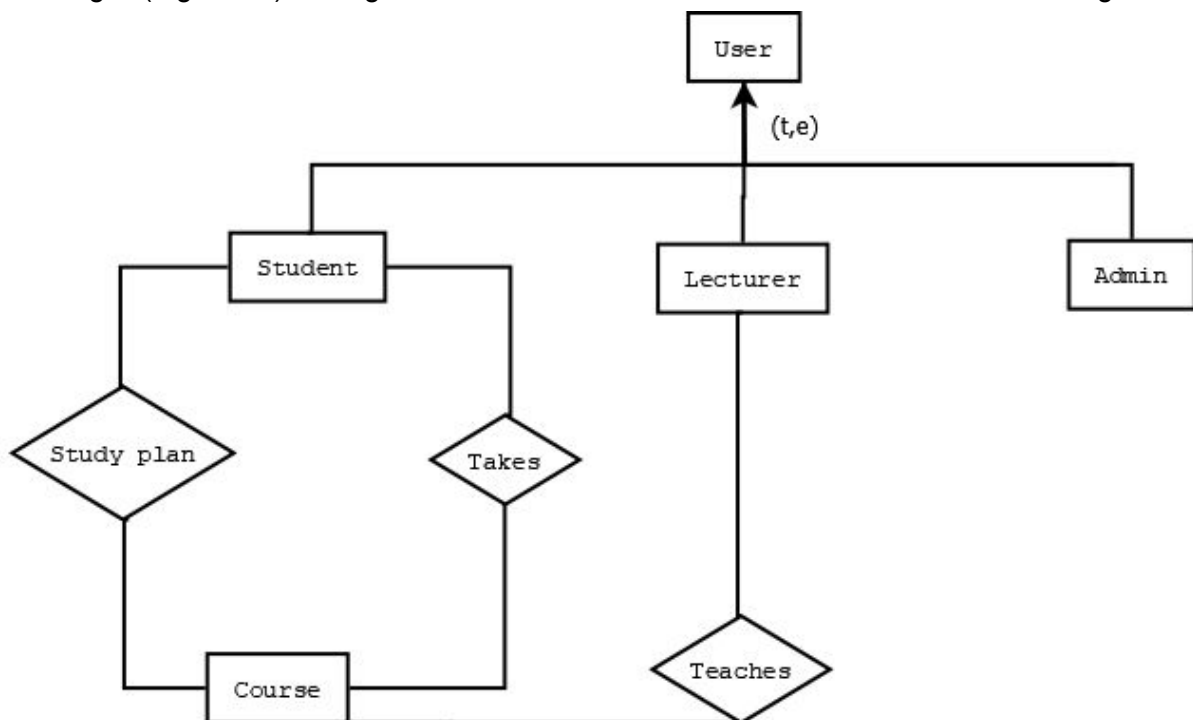 User
(t,e)
Student
Lecturer
Admin
Study plan
Takes
Course
Teaches